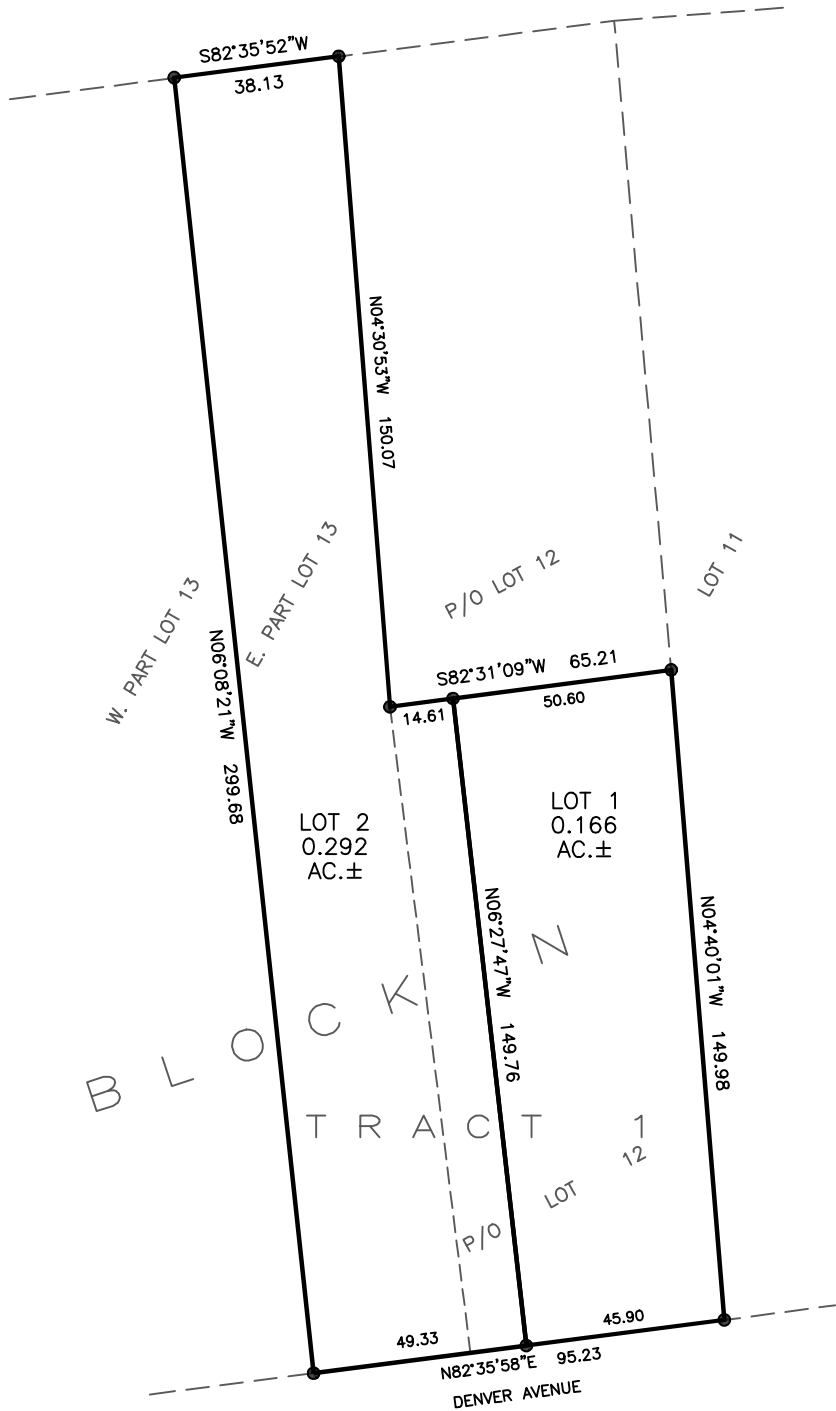 S82°35'52"W
38.13
N04°30'53"W 150.07
W. PART LOT 13
E. PART LOT 13
P/O LOT 12
LOT 11
N06°08'21"W 299.68
S82°31'09"W 65.21
14.61
50.60
LOT 2
0.292
AC.±
LOT 1
0.166
AC.±
N06°27'47"W 149.76
N04°40'01"W 149.98
BLOCK N
TRACT 1
P/O LOT 12
49.33
45.90
N82°35'58"E 95.23
DENVER AVENUE